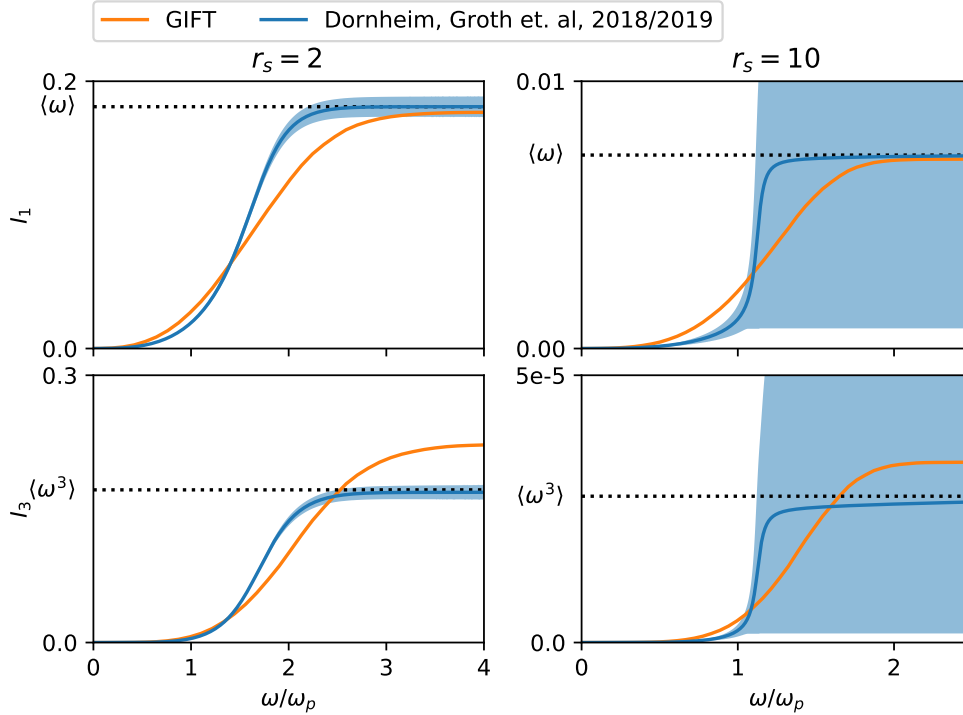 GIFT
Dornheim, Groth et. al, 2018/2019
r_s = 2
r_s = 10
0.2
⟨ω⟩
I_1
0.0
0.01
⟨ω⟩
0.00
0.3
⟨ω³⟩
I_3
0.0
0 1 2 3 4
ω/ω_p
5e-5
⟨ω³⟩
0.0
0 1 2
ω/ω_p